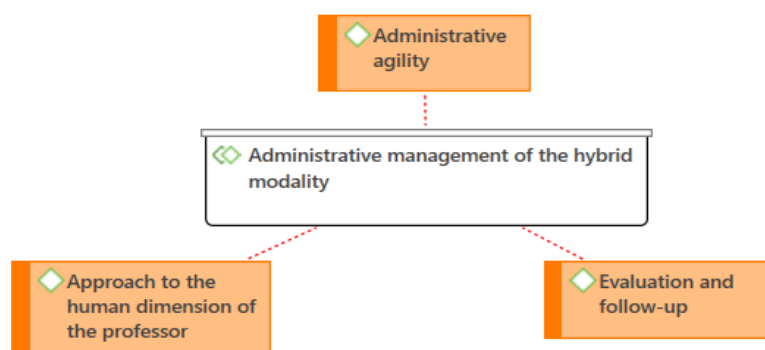 Administrative
agility
Administrative management of the hybrid
modality
Approach to the
human dimension of
the professor
Evaluation and
follow-up